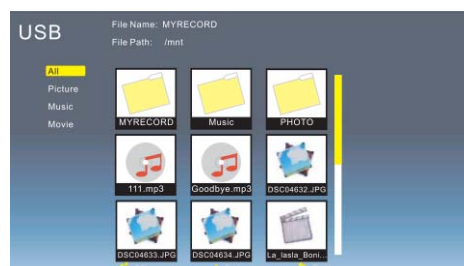 USB
File Name: MYRECORD
File Path: /mnt
All
Picture
Music
Movie
MYRECORD
Music
PHOTO
111.mp3
Goodbye.mp3
DSC04632.JPG
DSC04633.JPG
DSC04634.JPG
La_lasla_Boni...